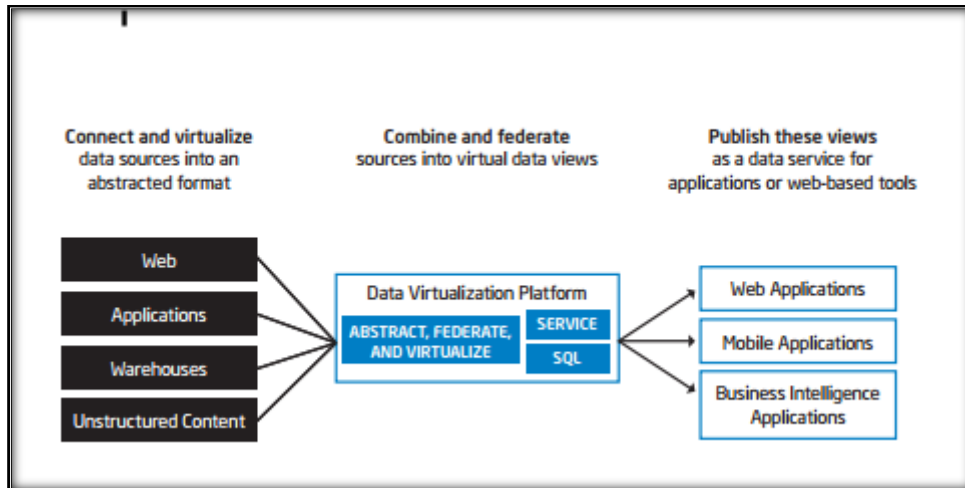 Connect and virtualize
data sources into an
abstracted format
Combine and federate
sources into virtual data views
Publish these views
as a data service for
applications or web-based tools
Web
Applications
Warehouses
Unstructured Content
Data Virtualization Platform
ABSTRACT, FEDERATE,
AND VIRTUALIZE
SERVICE
SQL
Web Applications
Mobile Applications
Business Intelligence
Applications